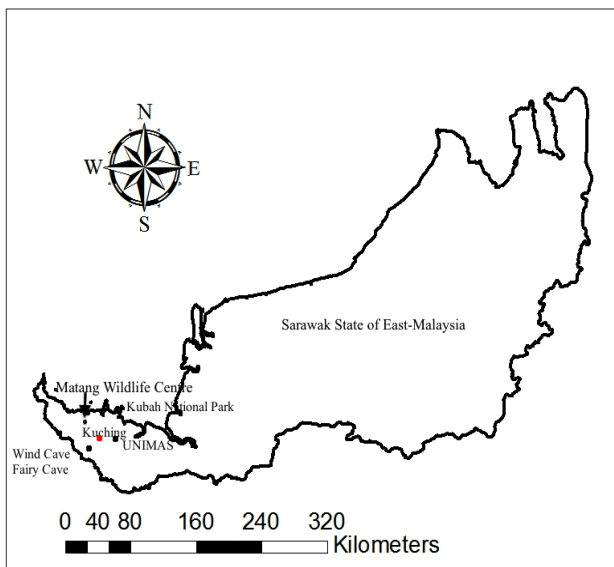 N
W E
S
Sarawak State of East-Malaysia
Matang Wildlife Centre
Kubah National Park
Kuching
UNIMAS
Wind Cave
Fairy Cave
0 40 80 160 240 320
Kilometers